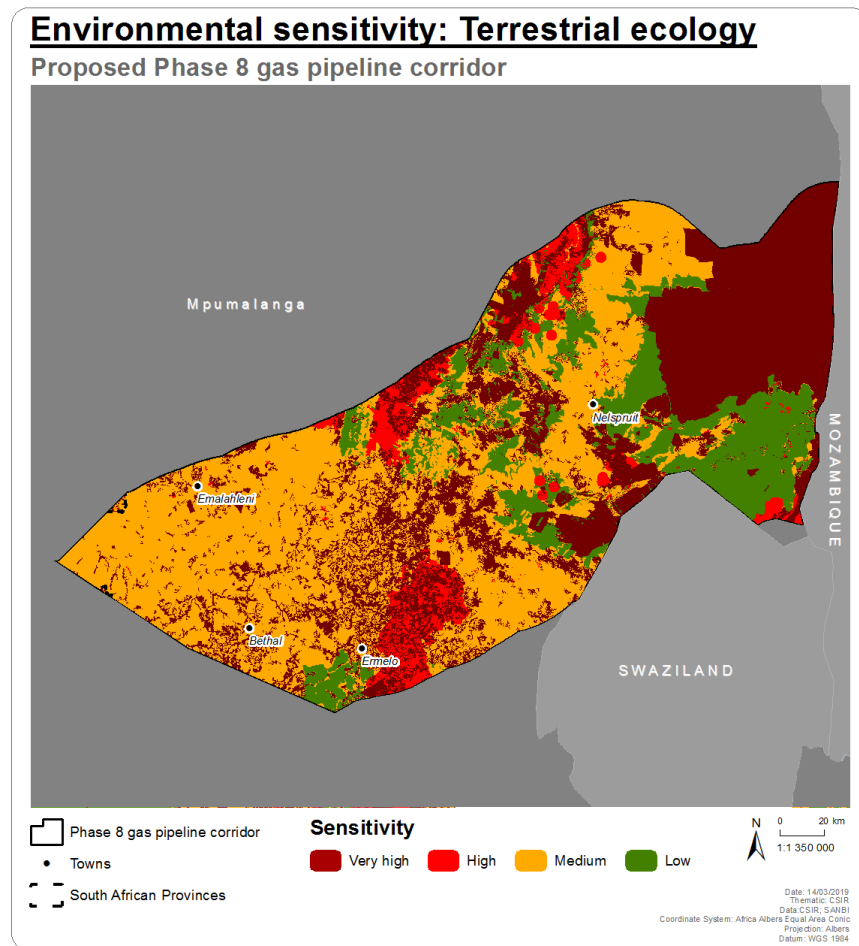 Environmental sensitivity: Terrestrial ecology
Proposed Phase 8 gas pipeline corridor
Mpumalanga
Nelspruit
MOZAMBIQUE
Emalahleni
Bethal
Ermelo
SWAZILAND
Phase 8 gas pipeline corridor
Towns
South African Provinces
Sensitivity
Very high
High
Medium
Low
N
0 20 km
1:1 350 000
Date: 14/03/2019
Thematic: CSIR
Data:CSIR; SANBI
Coordinate System: Africa Albers Equal Area Conic
Projection: Albers
Datum: WGS 1984